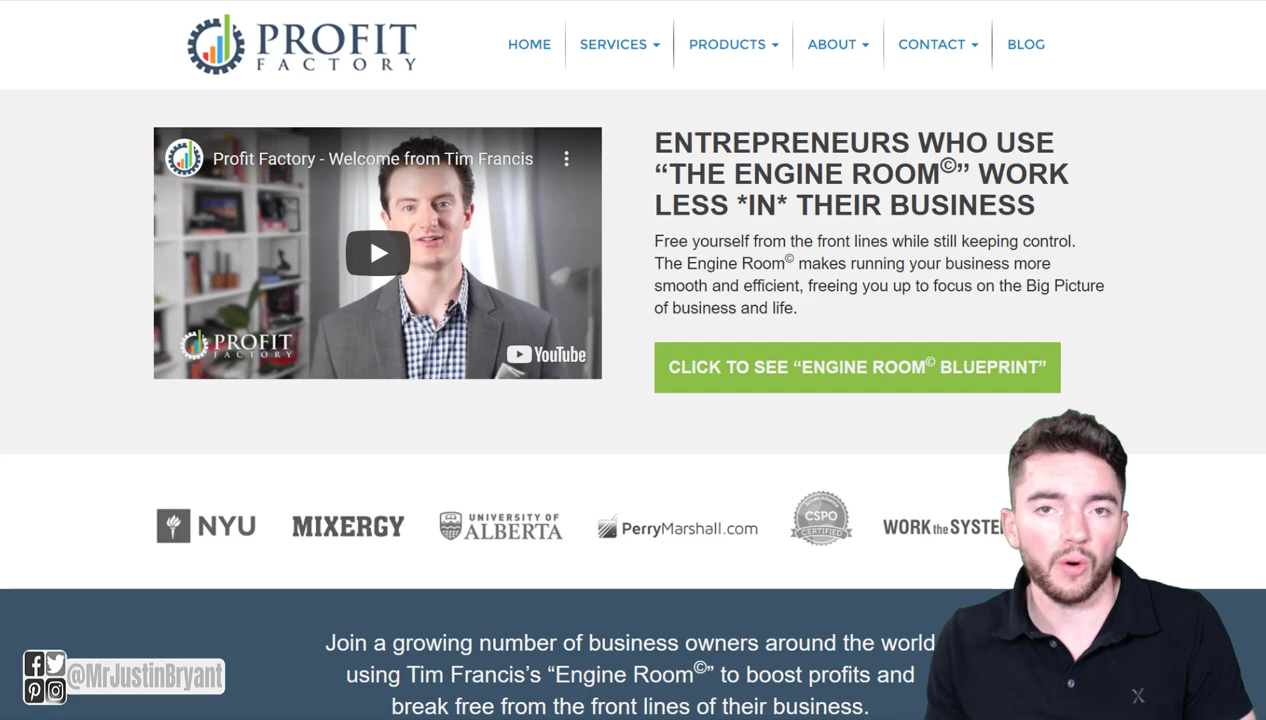 PROFIT
FACTORY
HOME
SERVICES
PRODUCTS
ABOUT
CONTACT
BLOG
Profit Factory - Welcome from Tim Francis
PROFIT
FACTORY
YouTube
ENTREPRENEURS WHO USE
“THE ENGINE ROOM©” WORK
LESS *IN* THEIR BUSINESS
Free yourself from the front lines while still keeping control.
The Engine Room© makes running your business more
smooth and efficient, freeing you up to focus on the Big Picture
of business and life.
CLICK TO SEE “ENGINE ROOM© BLUEPRINT”
NYU
MIXERGY
UNIVERSITY OF
ALBERTA
PerryMarshall.com
CSPO
CERTIFIED
WORK the SYSTEM
Join a growing number of business owners around the world
using Tim Francis’s “Engine Room©” to boost profits and
break free from the front lines of their business.
@MrJustinBryant